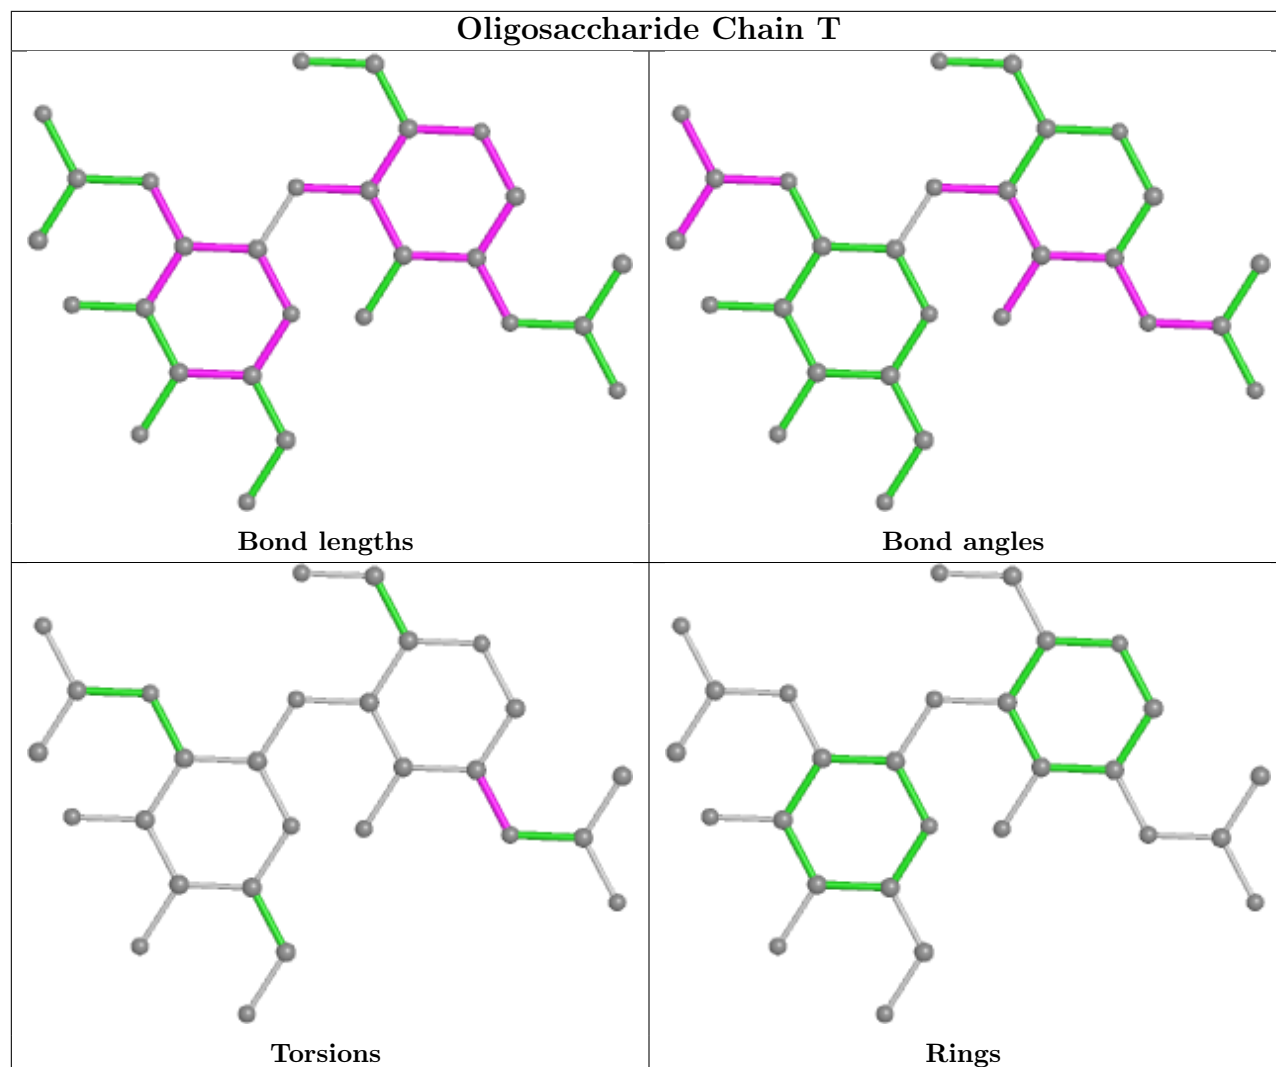 Oligosaccharide Chain T
Bond lengths
Bond angles
Torsions
Rings